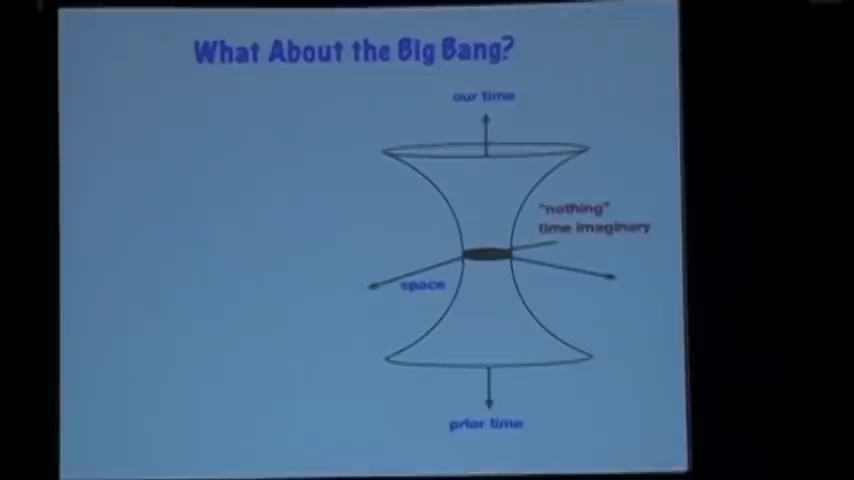 What About the Big Bang?
our time
"nothing"
time imaginary
space
prior time